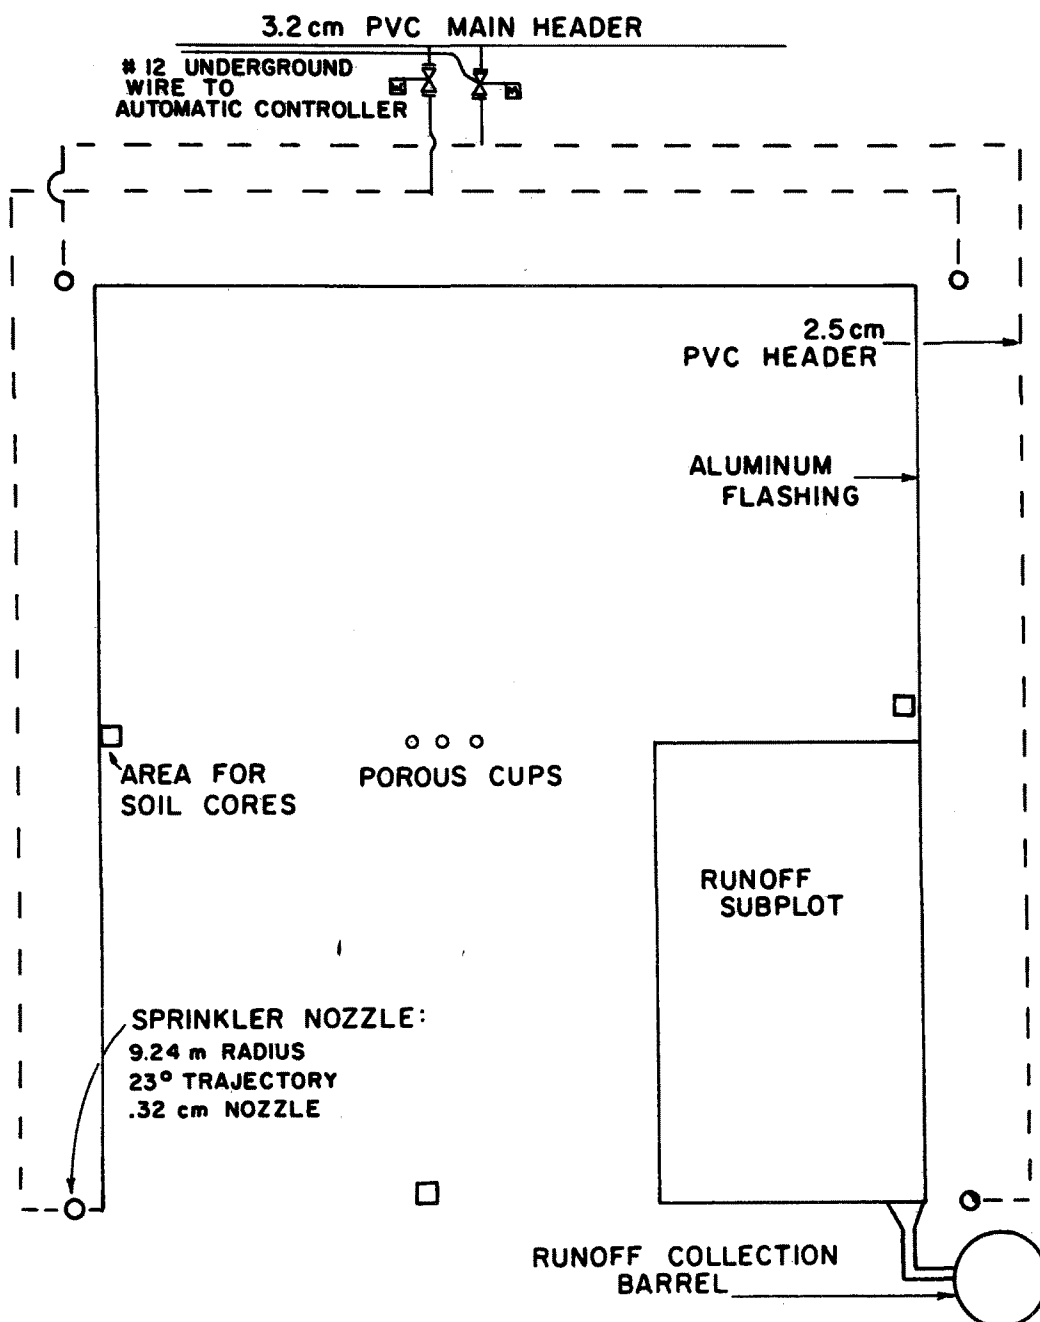 3.2 cm PVC MAIN HEADER
# 12 UNDERGROUND
WIRE TO
AUTOMATIC CONTROLLER
M
M
2.5 cm
PVC HEADER
ALUMINUM
FLASHING
AREA FOR
SOIL CORES
POROUS CUPS
RUNOFF
SUBPLOT
SPRINKLER NOZZLE:
9.24 m RADIUS
23° TRAJECTORY
.32 cm NOZZLE
RUNOFF COLLECTION
BARREL